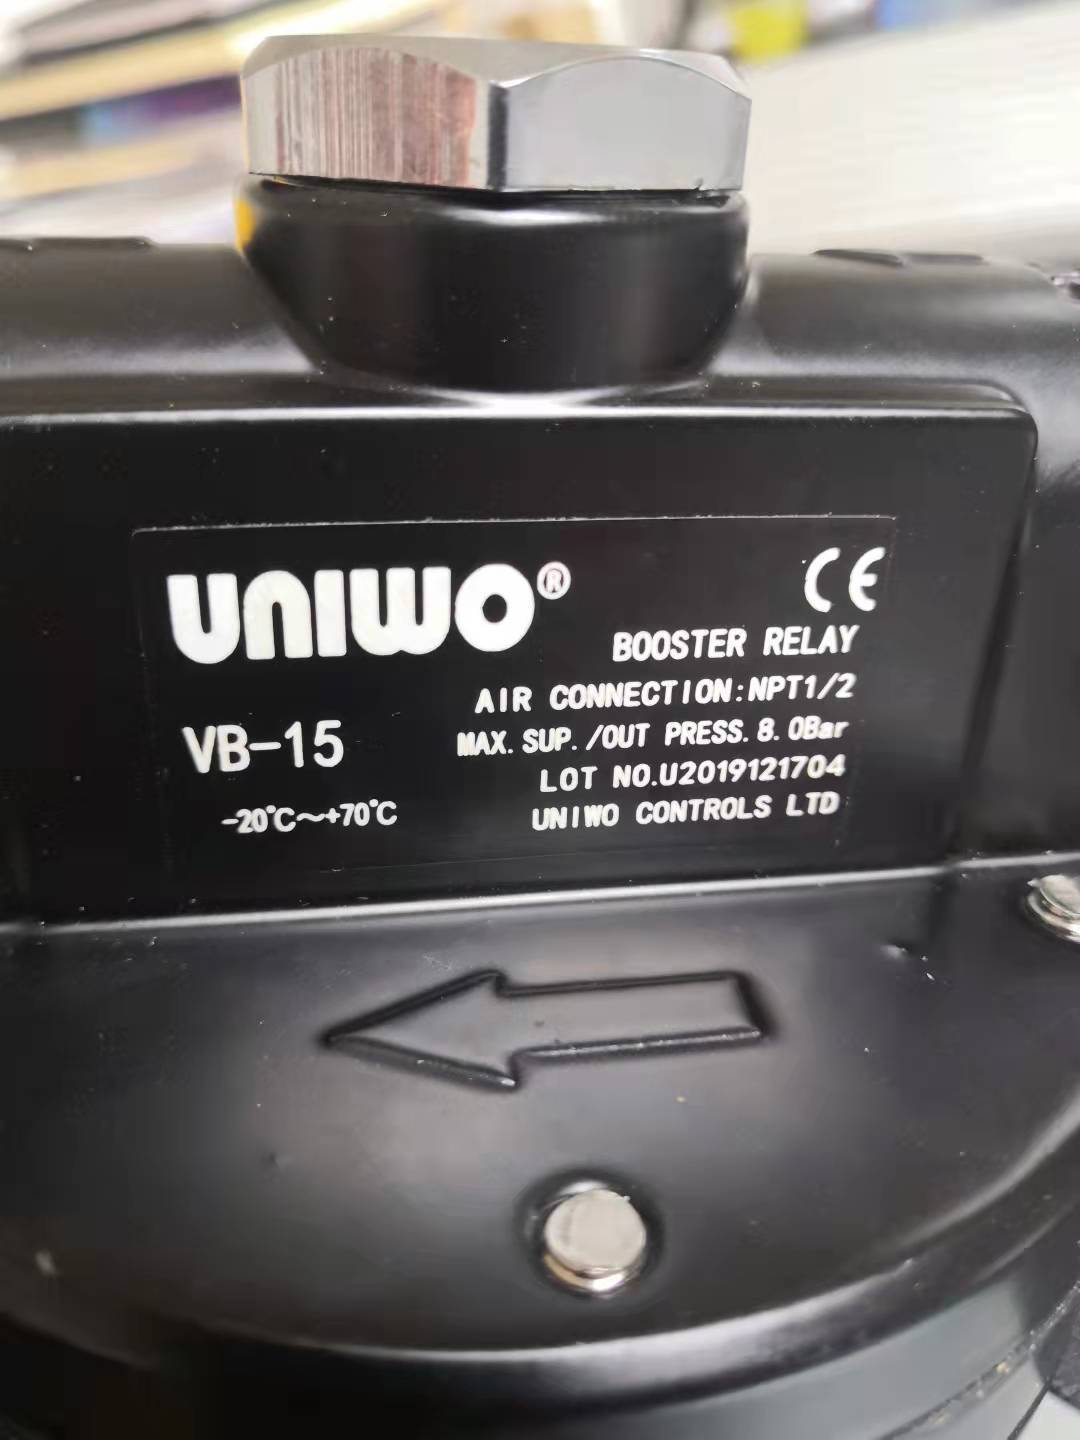 UNIWO®
CE
BOOSTER RELAY
AIR CONNECTION:NPT1/2
VB-15
MAX. SUP. /OUT PRESS. 8.0Bar
LOT NO.U2019121704
-20℃~+70℃
UNIWO CONTROLS LTD